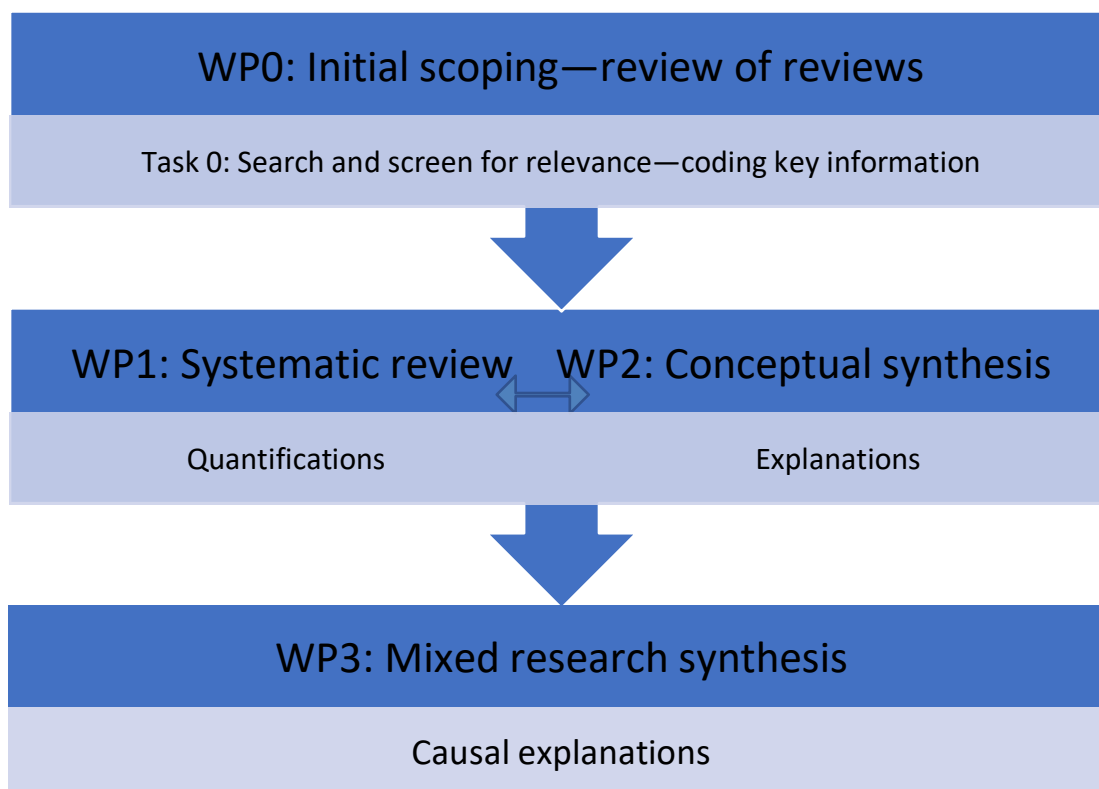 WP0: Initial scoping—review of reviews
Task 0: Search and screen for relevance—coding key information
WP1: Systematic review WP2: Conceptual synthesis
Quantifications Explanations
WP3: Mixed research synthesis
Causal explanations